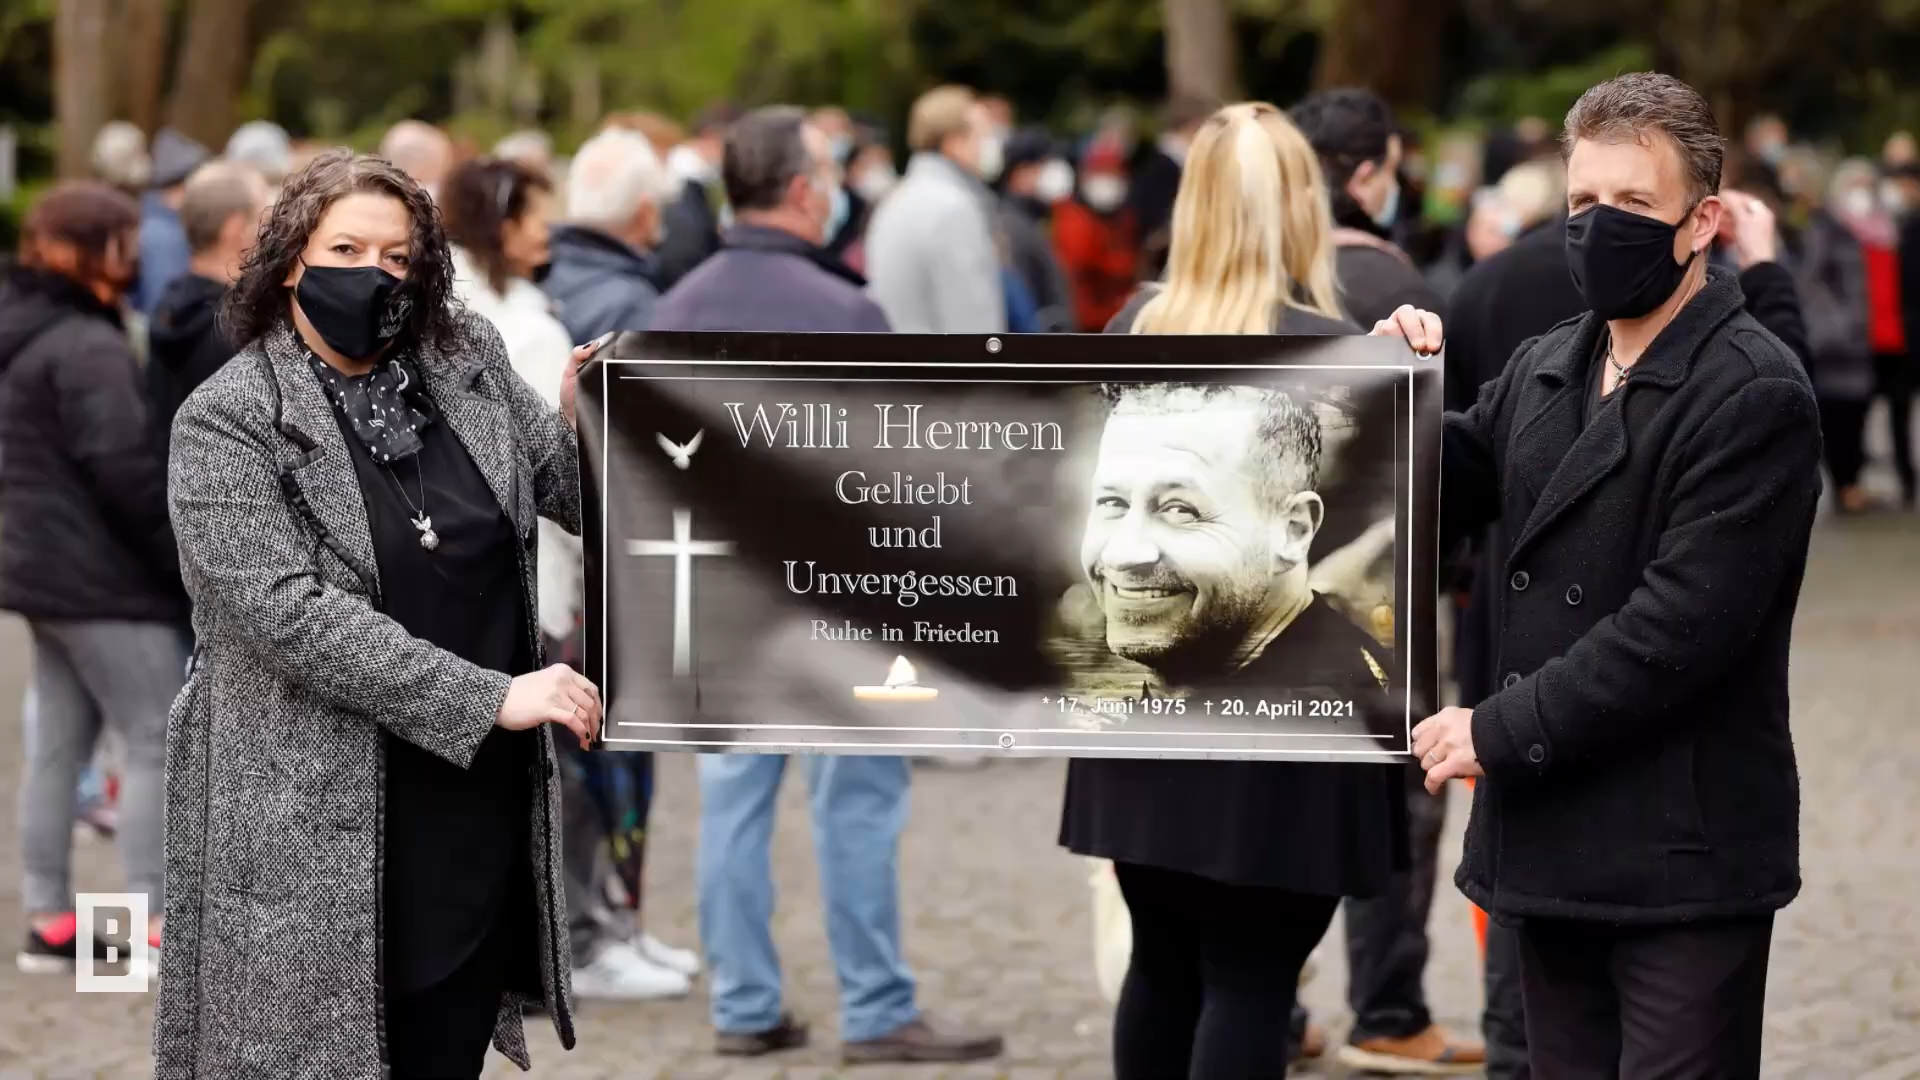 Willi Herren
Geliebt
und
Unvergessen
Ruhe in Frieden
* 17. Juni 1975 † 20. April 2021
B